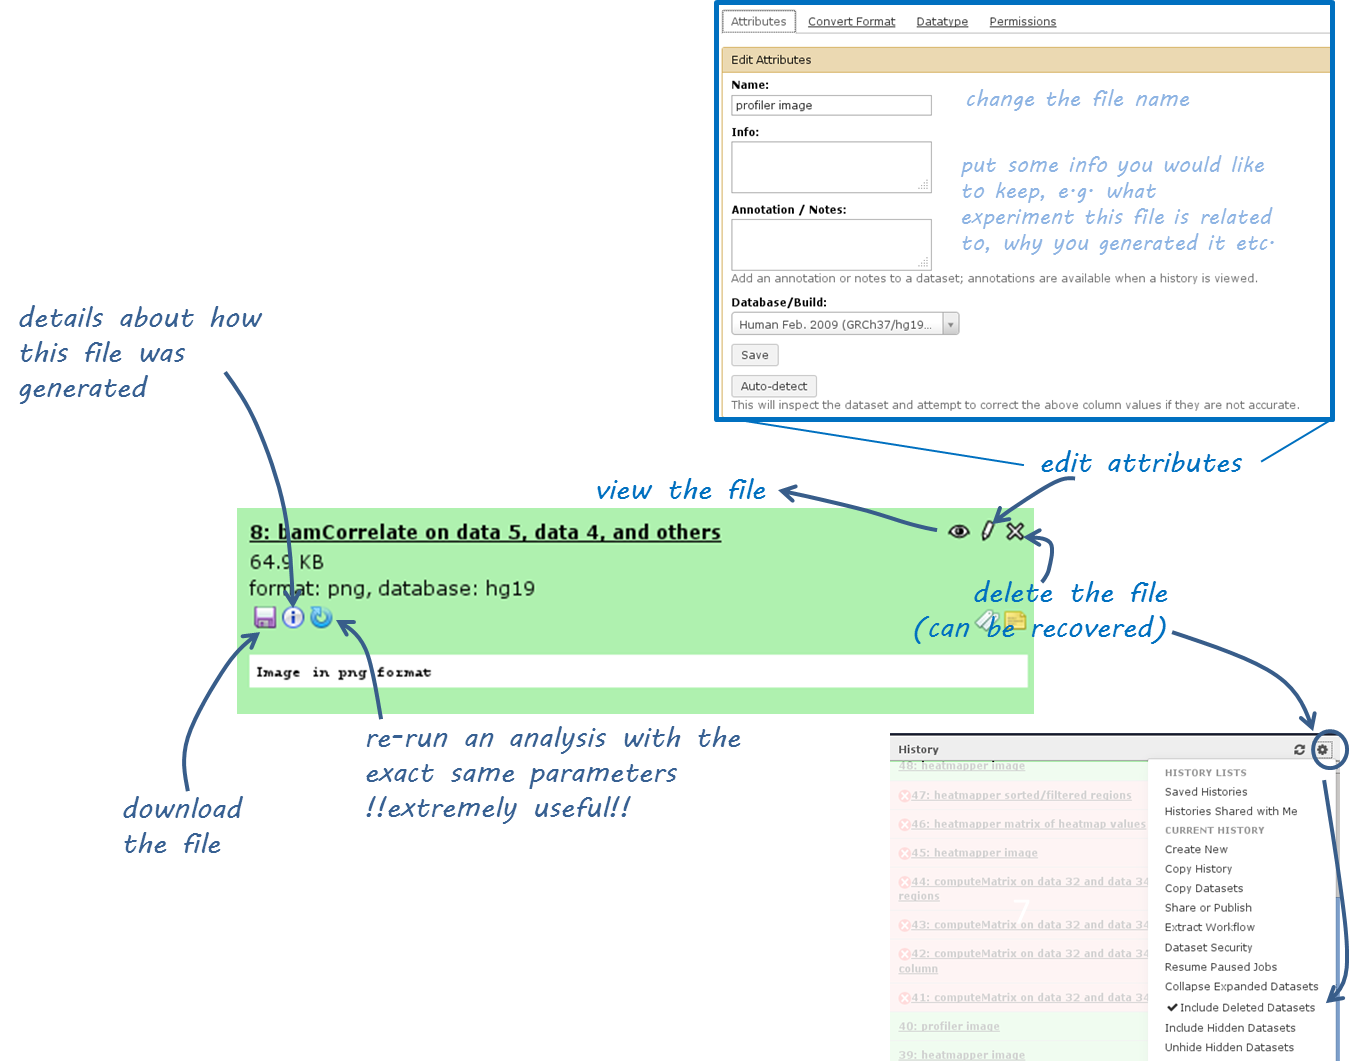 Attributes Convert Format Datatype Permissions
Edit Attributes
Name:
profiler image
change the file name
Info:
put some info you would like
to keep, e.g. what
experiment this file is related
to, why you generated it etc.
Annotation / Notes:
Add an annotation or notes to a dataset; annotations are available when a history is viewed.
Database/Build:
Human Feb. 2009 (GRCh37/hg19...
Save
Auto-detect
This will inspect the dataset and attempt to correct the above column values if they are not accurate.
details about how
this file was
generated
edit attributes
view the file
8: bamCorrelate on data 5, data 4, and others
64.9 KB
format: png, database: hg19
Image in png format
delete the file
(can be recovered)
re-run an analysis with the
exact same parameters
!!extremely useful!!
download
the file
History
48: heatmapper image
47: heatmapper sorted/filtered regions
46: heatmapper matrix of heatmap values
45: heatmapper image
44: computeMatrix on data 32 and data 34
regions
7
43: computeMatrix on data 32 and data 34
42: computeMatrix on data 32 and data 34
column
41: computeMatrix on data 32 and data 34
40: profiler image
39: heatmapper image
HISTORY LISTS
Saved Histories
Histories Shared with Me
CURRENT HISTORY
Create New
Copy History
Copy Datasets
Share or Publish
Extract Workflow
Dataset Security
Resume Paused Jobs
Collapse Expanded Datasets
Include Deleted Datasets
Include Hidden Datasets
Unhide Hidden Datasets